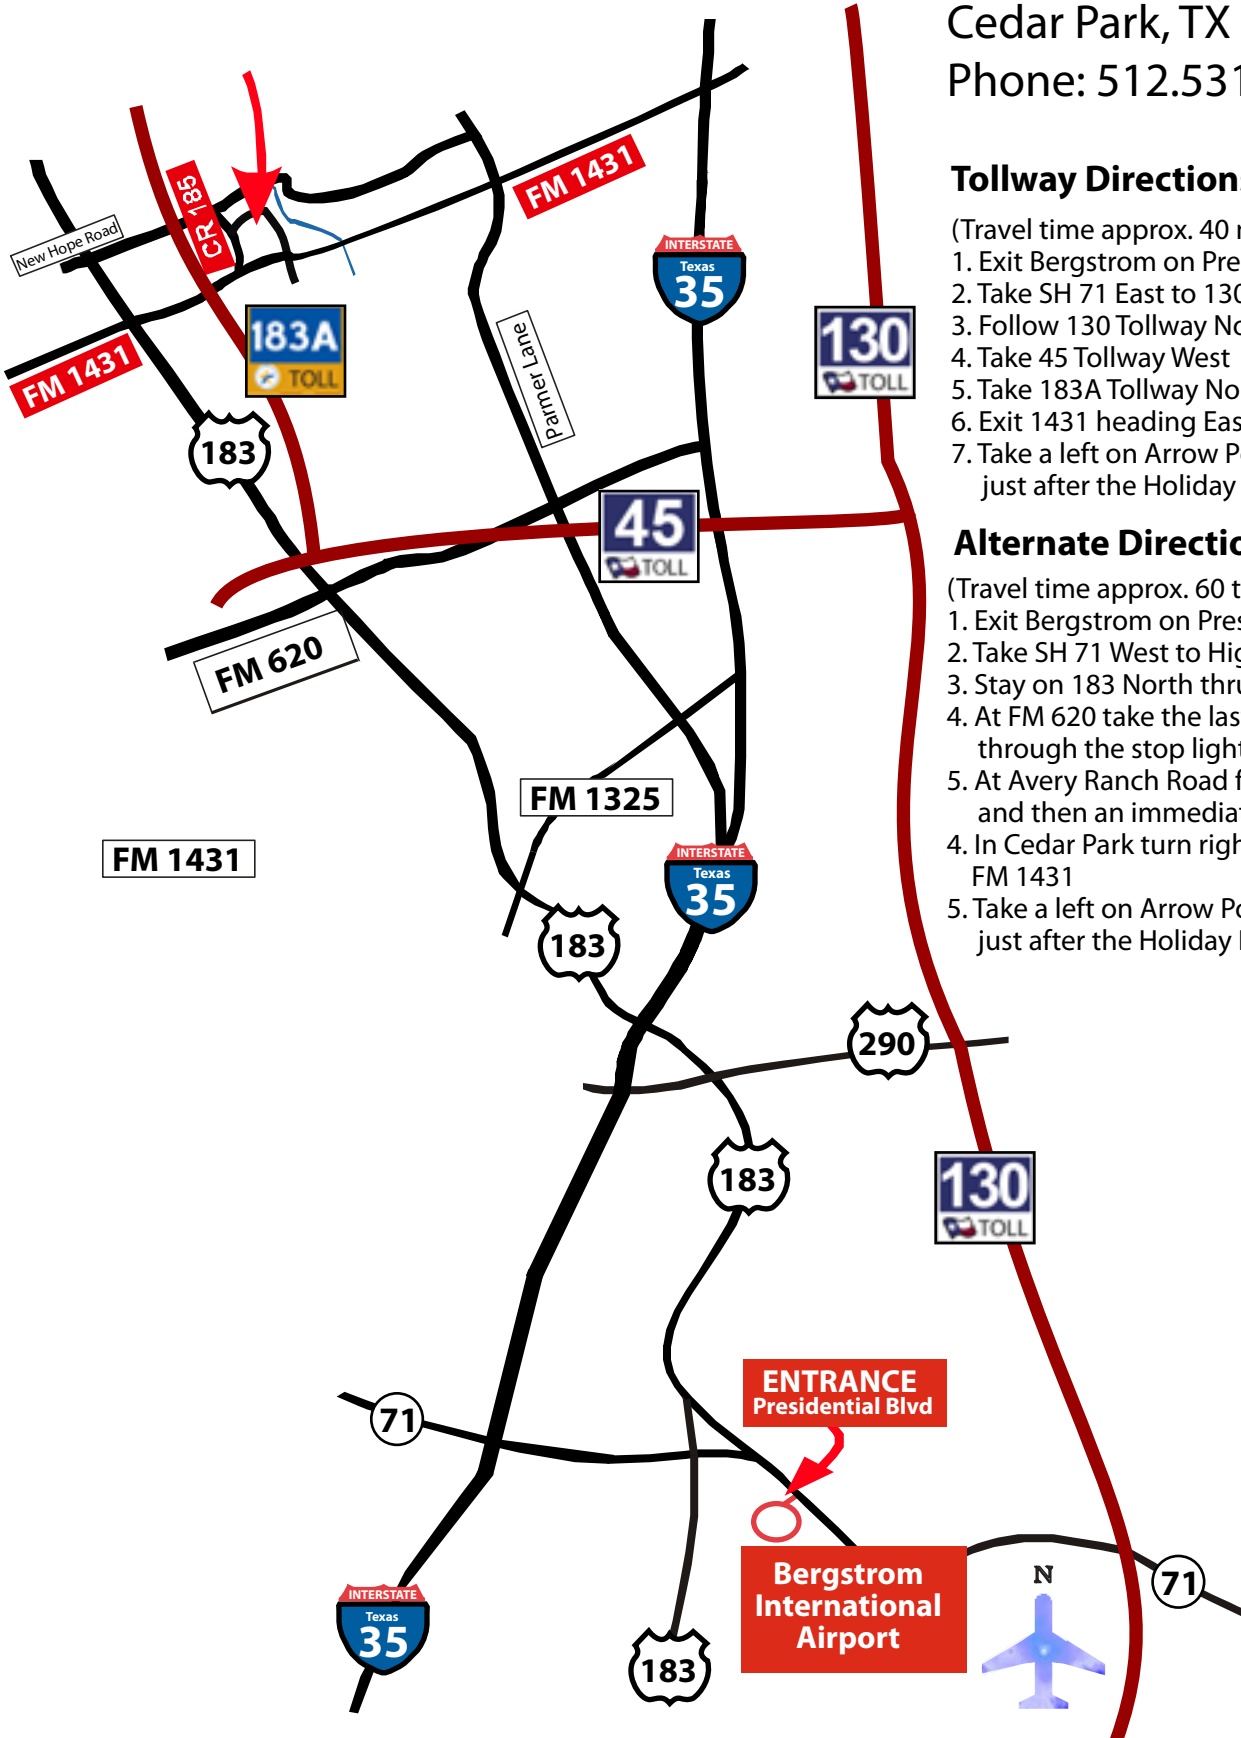 Cedar Park, TX
Phone: 512.531
Tollway Directions
(Travel time approx. 40
1. Exit Bergstrom on Pre
2. Take SH 71 East to 130
3. Follow 130 Tollway No
4. Take 45 Tollway West
5. Take 183A Tollway No
6. Exit 1431 heading Eas
7. Take a left on Arrow P
just after the Holiday
Alternate Directio
(Travel time approx. 60 t
1. Exit Bergstrom on Pres
2. Take SH 71 West to Hig
3. Stay on 183 North thru
4. At FM 620 take the las
through the stop light
5. At Avery Ranch Road f
and then an immediat
4. In Cedar Park turn righ
FM 1431
5. Take a left on Arrow Po
just after the Holiday
CR 185
FM 1431
New Hope Road
INTERSTATE
Texas
35
183A
TOLL
130
TOLL
FM 1431
Parmer Lane
183
45
TOLL
FM 620
FM 1325
FM 1431
INTERSTATE
Texas
35
183
290
183
130
TOLL
ENTRANCE
Presidential Blvd
71
Bergstrom
International
Airport
N
71
INTERSTATE
Texas
35
183